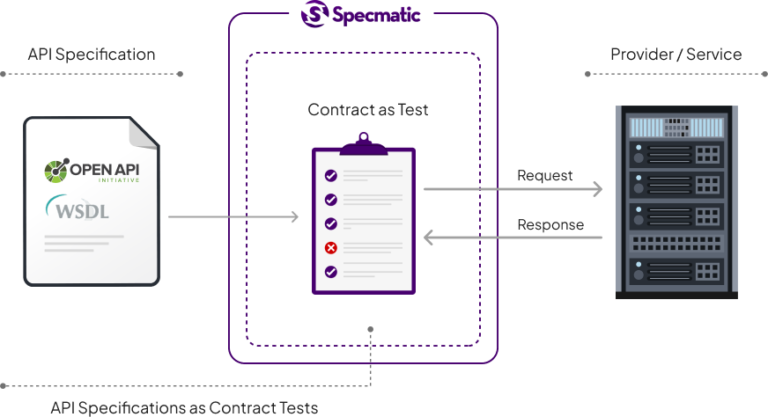 Specmatic
API Specification
Provider / Service
Contract as Test
OPEN API
INITIATIVE
WSDL
Request
Response
API Specifications as Contract Tests